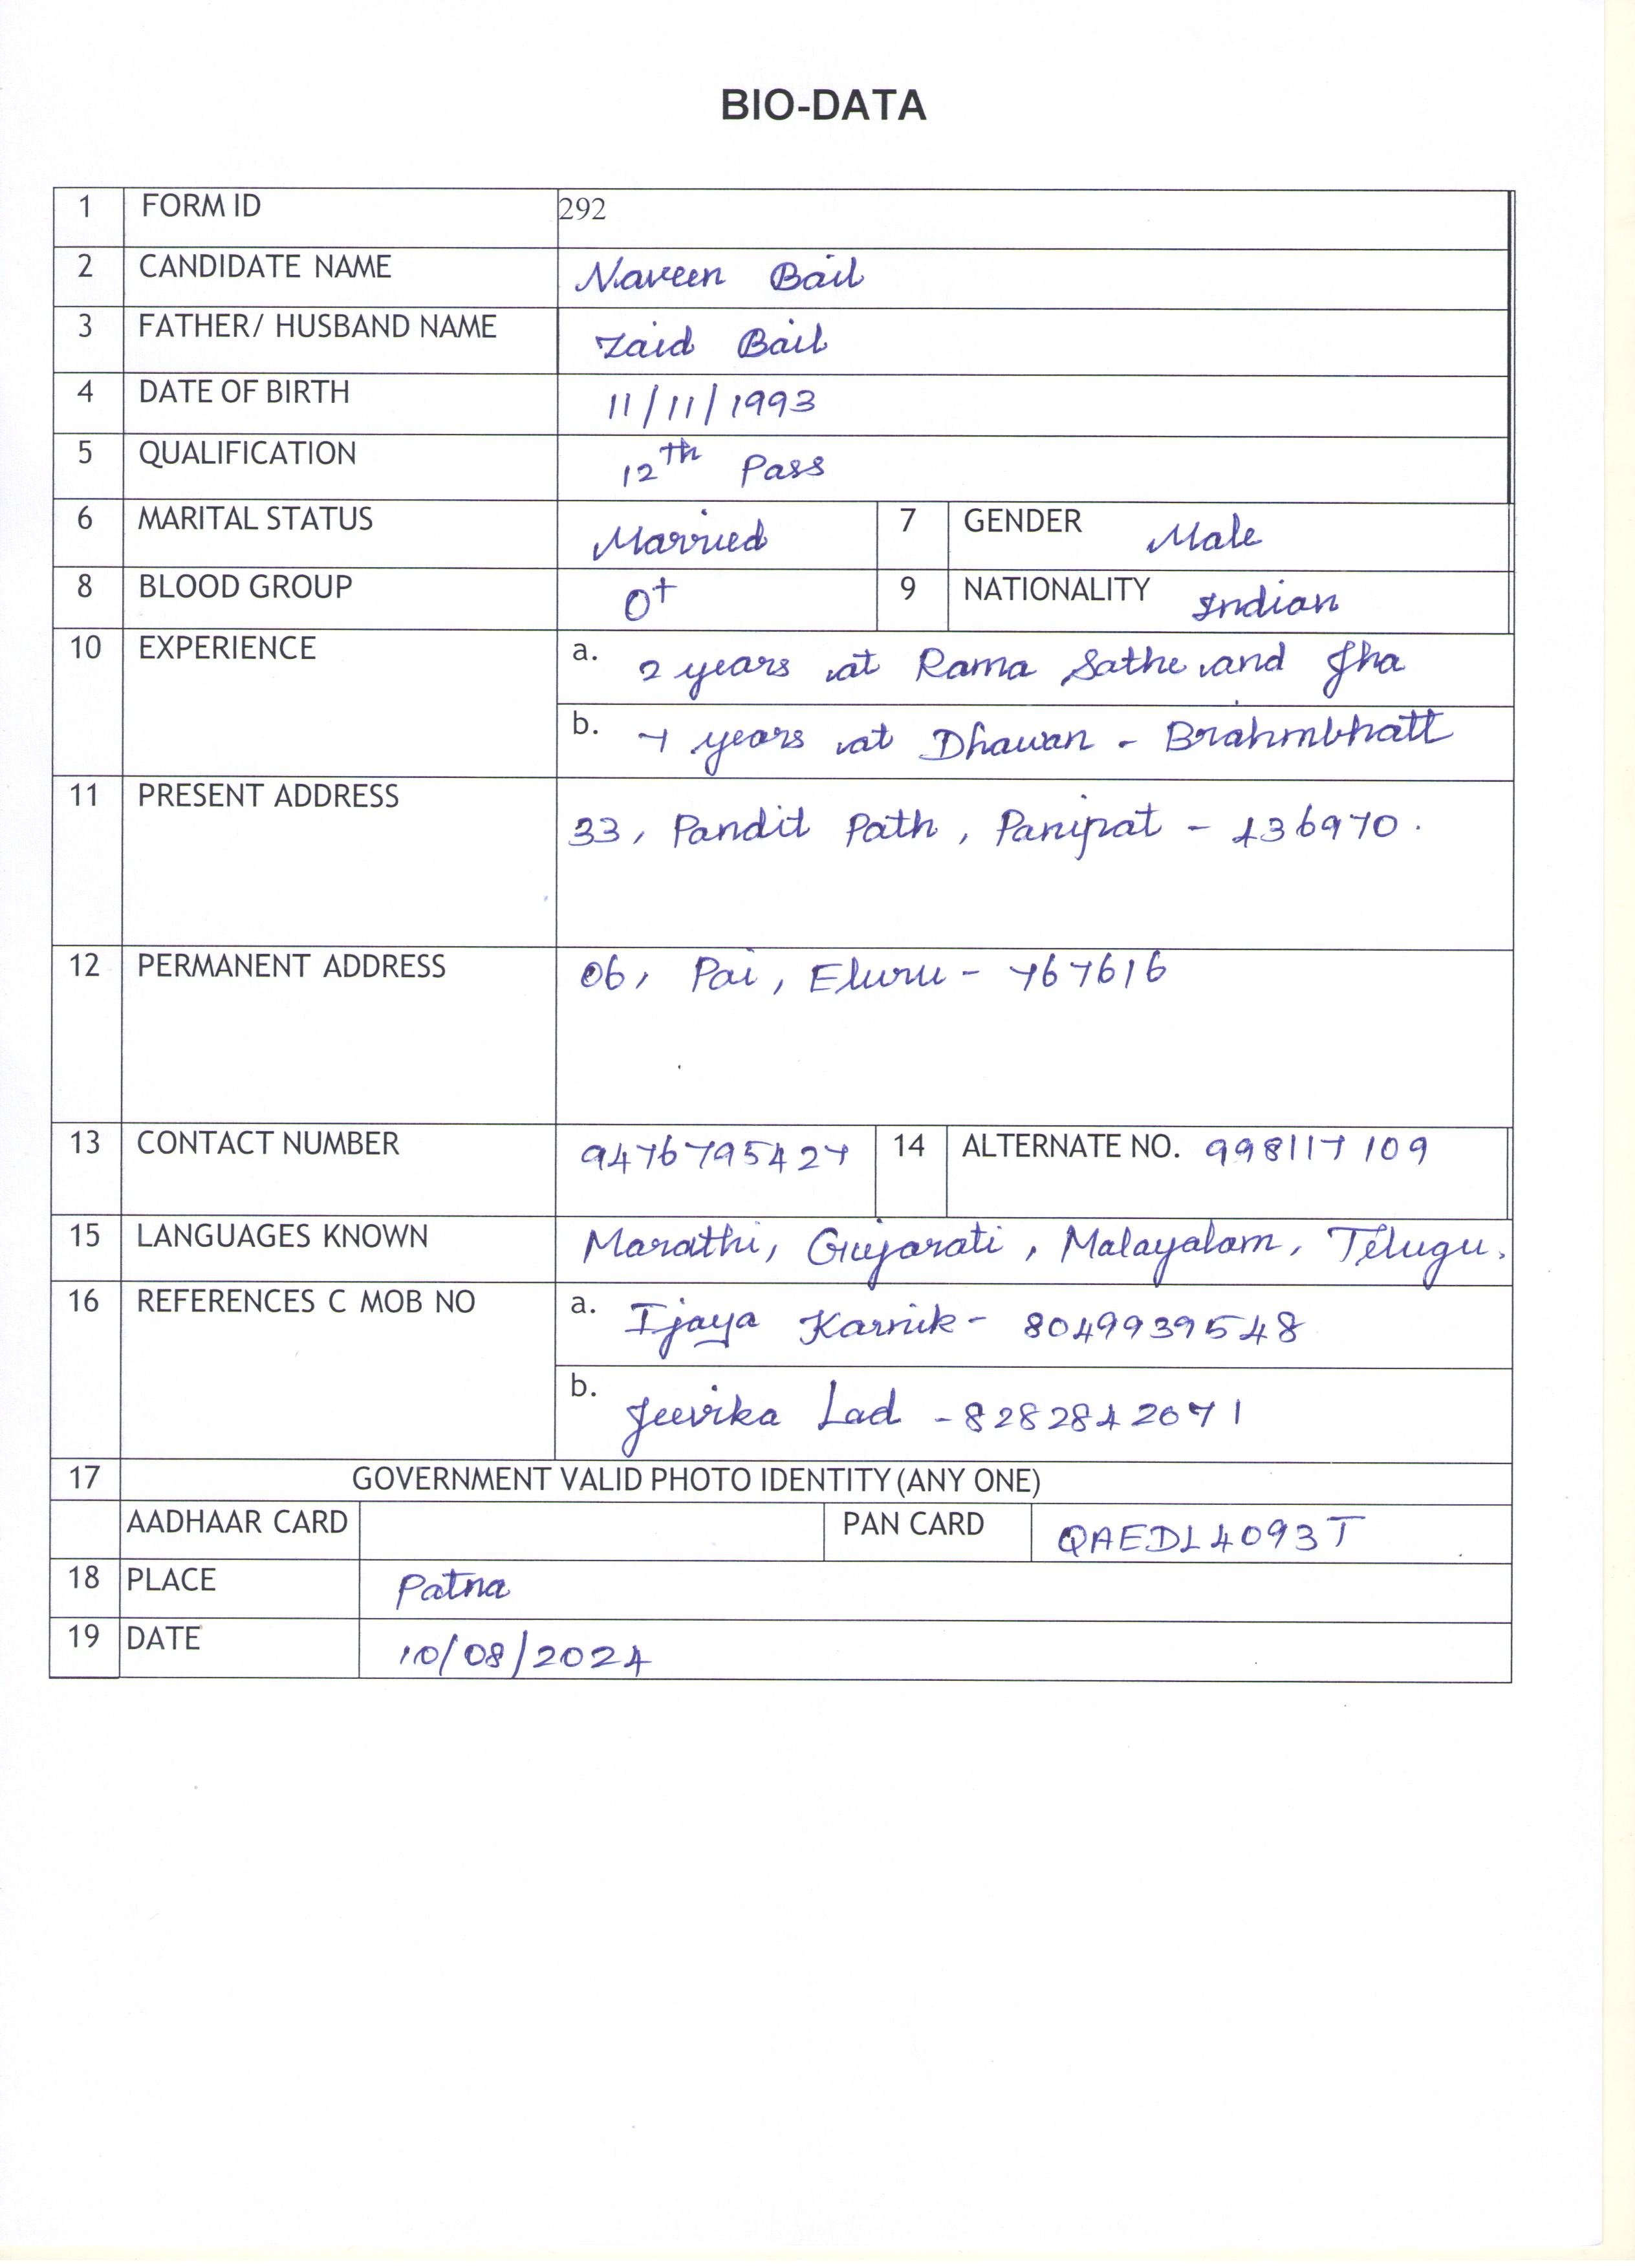 BIO-DATA
1 FORM ID 292
2 CANDIDATE NAME Naveen Bail
3 FATHER/ HUSBAND NAME Zaid Bail
4 DATE OF BIRTH 11/11/1993
5 QUALIFICATION 12th Pass
6 MARITAL STATUS Married 7 GENDER Male
8 BLOOD GROUP O+ 9 NATIONALITY Indian
10 EXPERIENCE a. 2 years at Rama Sathe and Jha
b. 7 years at Dhawan - Brahmbhatt
11 PRESENT ADDRESS 33, Pandit Path, Panipat - 436970.
12 PERMANENT ADDRESS 06, Pai, Eluru - 767616
13 CONTACT NUMBER 9476795427 14 ALTERNATE NO. 998117109
15 LANGUAGES KNOWN Marathi, Gujarati, Malayalam, Telugu.
16 REFERENCES C MOB NO a. Ijaya Karnik - 8049939548
b. Jeevika Lad - 8282842071
17 GOVERNMENT VALID PHOTO IDENTITY (ANY ONE)
AADHAAR CARD PAN CARD QAEDL4093T
18 PLACE Patna
19 DATE 10/08/2024